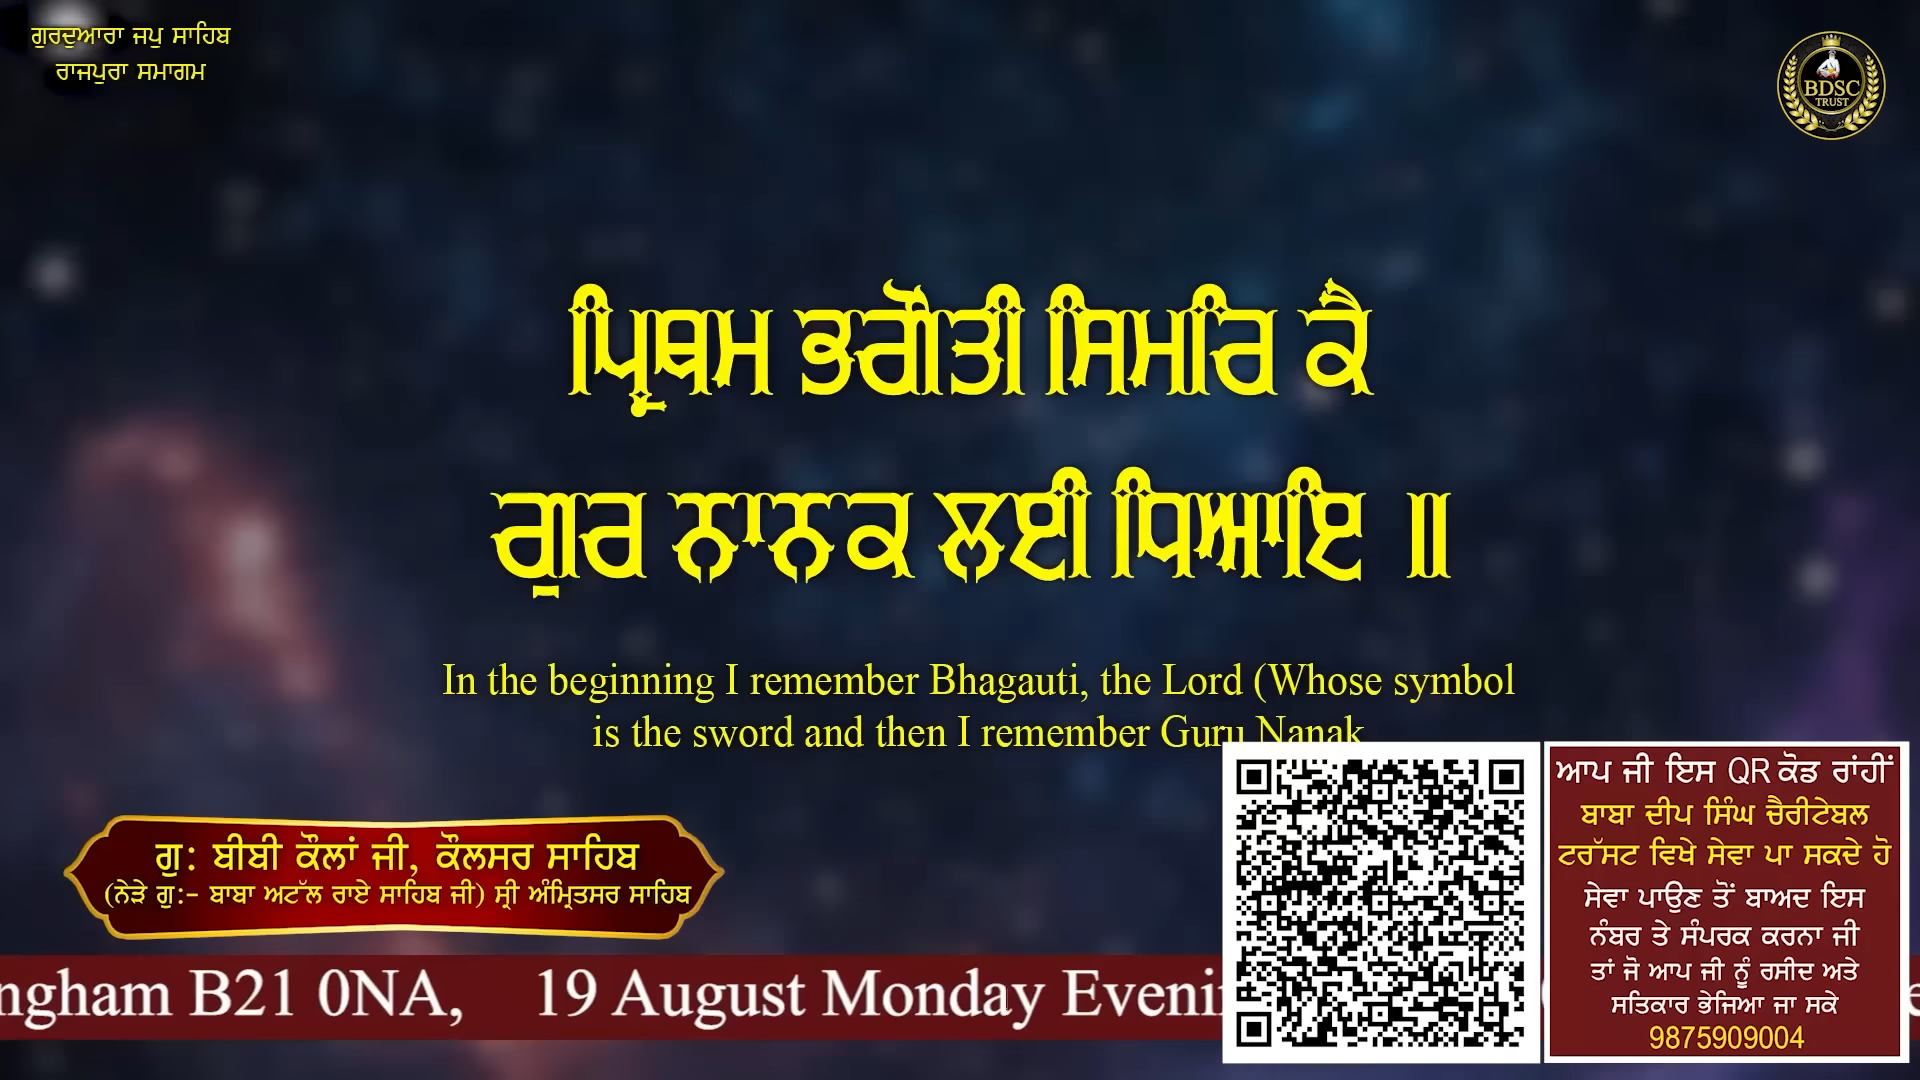 ਗੁਰਦੁਆਰਾ ਜਪੁ ਸਾਹਿਬ
ਰਾਜਪੁਰਾ ਸਮਾਗਮ
BDSC
TRUST
ਪ੍ਰਿਥਮ ਭਗੌਤੀ ਸਿਮਰਿ ਕੈ
ਗੁਰ ਨਾਨਕ ਲਈ ਧਿਆਇ ॥
In the beginning I remember Bhagauti, the Lord (Whose symbol
is the sword and then I remember Guru Nanak
ਗੁ: ਬੀਬੀ ਕੌਲਾਂ ਜੀ, ਕੌਲਸਰ ਸਾਹਿਬ
(ਨੇੜੇ ਗੁ:- ਬਾਬਾ ਅਟੱਲ ਰਾਏ ਸਾਹਿਬ ਜੀ) ਸ੍ਰੀ ਅੰਮ੍ਰਿਤਸਰ ਸਾਹਿਬ
ngham B21 0NA, 19 August Monday Eveni
ਆਪ ਜੀ ਇਸ QR ਕੋਡ ਰਾਂਹੀਂ
ਬਾਬਾ ਦੀਪ ਸਿੰਘ ਚੈਰੀਟੇਬਲ
ਟਰੱਸਟ ਵਿਖੇ ਸੇਵਾ ਪਾ ਸਕਦੇ ਹੋ
ਸੇਵਾ ਪਾਉਣ ਤੋਂ ਬਾਅਦ ਇਸ
ਨੰਬਰ ਤੇ ਸੰਪਰਕ ਕਰਨਾ ਜੀ
ਤਾਂ ਜੋ ਆਪ ਜੀ ਨੂੰ ਰਸੀਦ ਅਤੇ
ਸਤਿਕਾਰ ਭੇਜਿਆ ਜਾ ਸਕੇ
9875909004